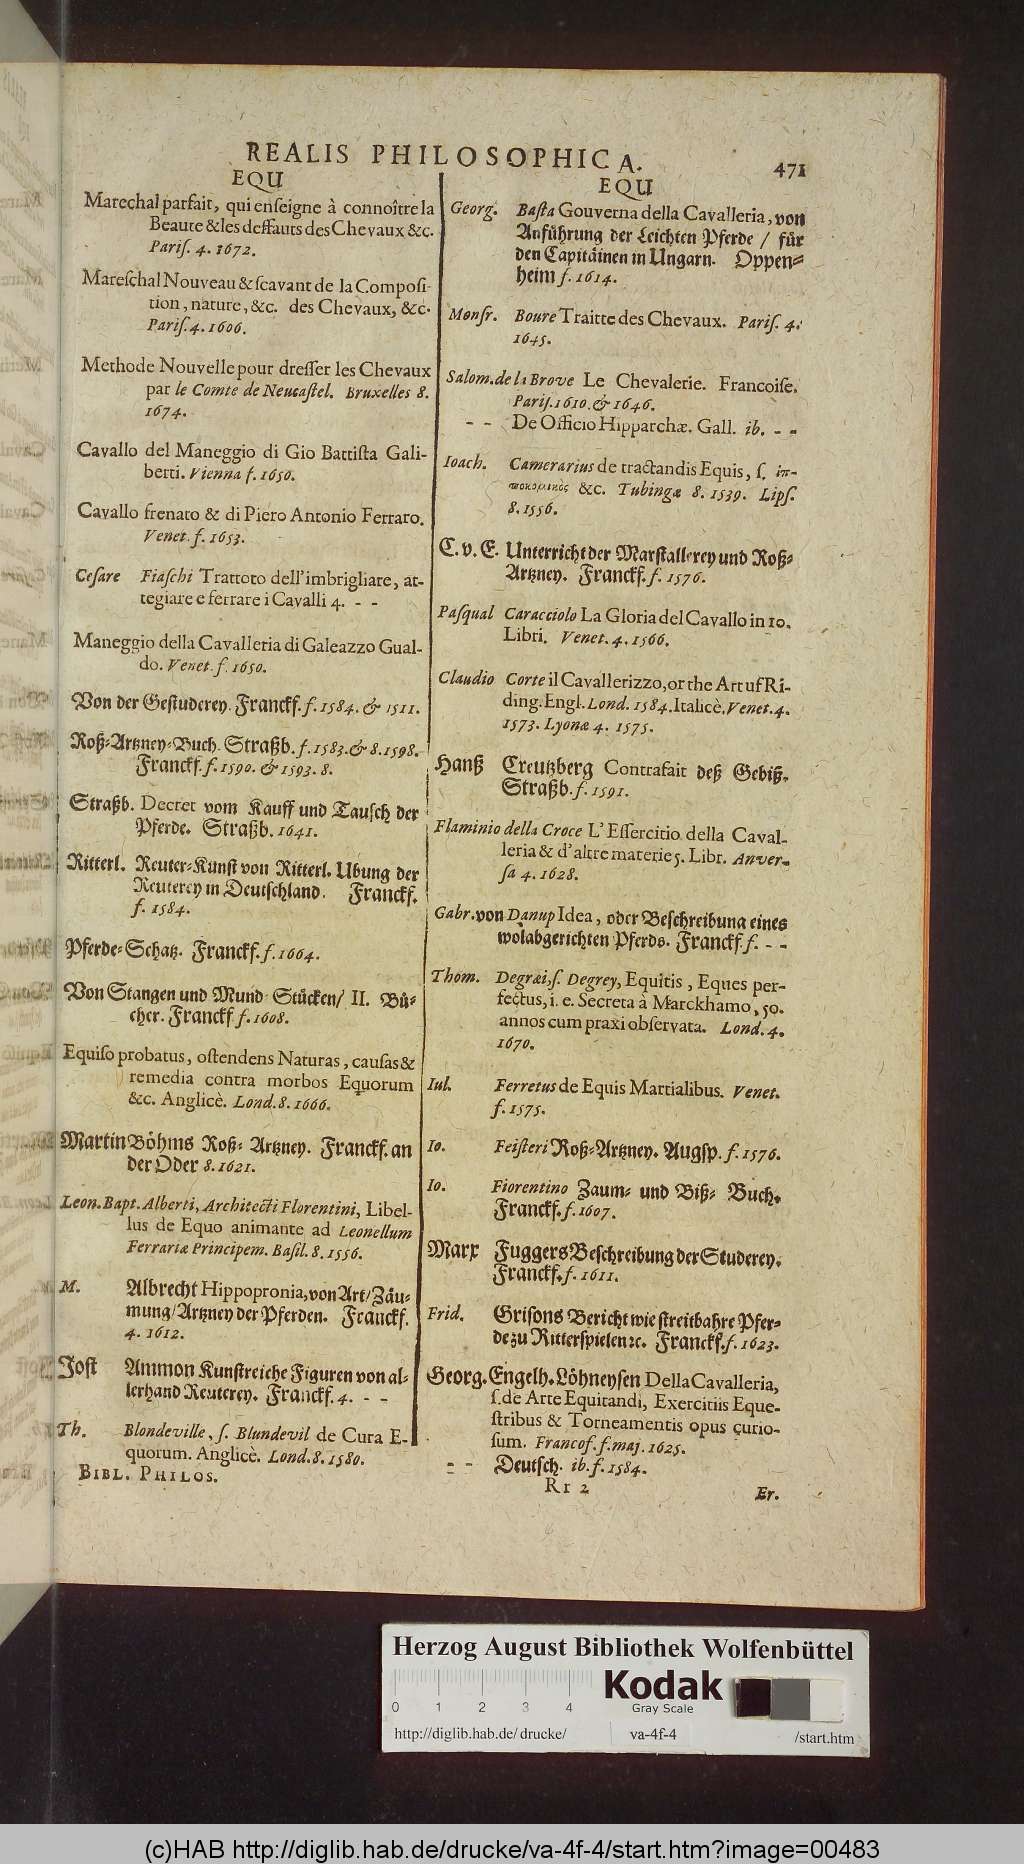 REALIS PHILOSOPHICA. 471
EQU
Marechal parfait, qui enſeigne à connoître la
Beaute & les deffauts des Chevaux &c.
Pariſ. 4. 1672.
Mareſchal Nouveau & ſcavant de la Compoſi-
tion, nature, &c. des Chevaux, &c.
Pariſ. 4. 1606.
Methode Nouvelle pour dreſſer les Chevaux
par le Comte de Neucaſtel. Bruxelles 8.
1674.
Cavallo del Maneggio di Gio Battiſta Gali-
berti. Vienna f. 1650.
Cavallo frenato & di Piero Antonio Ferraro.
Venet. f. 1653.
Ceſare Fiaſchi Trattoto dell'imbrigliare, at-
tegiare e ferrare i Cavalli 4. - -
Maneggio della Cavalleria di Galeazzo Gual-
do. Venet. f. 1650.
Von der Geſtuderey. Franckf. f. 1584. & 1511.
Roß-Artzney-Buch. Straßb. f. 1583. & 8. 1598.
Franckf. f. 1590. & 1593. 8.
Straßb. Decret vom Kauff und Tauſch der
Pferde. Straßb. 1641.
Ritterl. Reuter-Kunſt von Ritterl. Ubung der
Reuterey in Deutſchland. Franckf.
f. 1584.
Pferde-Schatz. Franckf. f. 1664.
Von Stangen und Mund Stücken/ II. Bü-
cher. Franckf f. 1608.
Equiſo probatus, oſtendens Naturas, cauſas &
remedia contra morbos Equorum
&c. Anglicè. Lond. 8. 1666.
Martin Böhms Roß- Artzney. Franckf. an
der Oder 8. 1621.
Leon. Bapt. Alberti, Architecti Florentini, Libel-
lus de Equo animante ad Leonellum
Ferrariæ Principem. Baſil. 8. 1556.
M. Albrecht Hippopronia, von Art/ Zäu-
mung/ Artzney der Pferden. Franckf.
4. 1612.
Joſt Ammon Kunſtreiche Figuren von al-
lerhand Reuterey. Franckf. 4. - -
Th. Blondeville, ſ. Blundevil de Cura E-
quorum. Anglicè. Lond. 8. 1580.
BIBL. PHILOS.
EQU
Georg. Baſta Gouverna della Cavalleria, von
Anführung der Leichten Pferde / für
den Capitäinen in Ungarn. Oppen-
heim f. 1614.
Monſr. Boure Traitte des Chevaux. Pariſ. 4.
1645.
Salom. de la Brove Le Chevalerie. Francoiſe.
Pariſ. 1610. & 1646.
- - De Officio Hipparchæ. Gall. ib. - -
Ioach. Camerarius de tractandis Equis, ſ. ἱπ-
ποκομικὸς &c. Tubingæ 8. 1539. Lipſ.
8. 1556.
C. v. E. Unterricht der Marſtallerey und Roß-
Artzney. Franckf. f. 1576.
Paſqual Caracciolo La Gloria del Cavallo in 10.
Libri. Venet. 4. 1566.
Claudio Corte il Cavallerizzo, or the Art uf Ri-
ding. Engl. Lond. 1584. Italicè. Venet. 4.
1573. Lyonæ 4. 1575.
Hanß Creutzberg Contrafait deß Gebiß.
Straßb. f. 1591.
Flaminio della Croce L'Eſſercitio della Caval-
leria & d'altre materie 5. Libr. Anver-
ſa 4. 1628.
Gabr. von Danup Idea, oder Beſchreibung eines
wolabgerichten Pferds. Franckf f. - -
Thom. Degræi, ſ. Degrey, Equitis, Eques per-
fectus, i. e. Secreta à Marckhamo, 50.
annos cum praxi obſervata. Lond. 4.
1670.
Iul. Ferretus de Equis Martialibus. Venet.
f. 1575.
Io. Feiſteri Roß-Artzney. Augſp. f. 1576.
Io. Fiorentino Zaum- und Biß- Buch.
Franckf. f. 1607.
Marx Fuggers Beſchreibung der Studerey.
Franckf. f. 1611.
Frid. Griſons Bericht wie ſtreitbahre Pfer-
de zu Ritterſpielen ꝛc. Franckf. f. 1623.
Georg. Engelh. Löhneyſen Della Cavalleria,
ſ. de Arte Equitandi, Exercitiis Eque-
ſtribus & Torneamentis opus curio-
ſum. Francof. f. maj. 1625.
- - Deutſch. ib. f. 1584.
Rr 2 Er.
Herzog August Bibliothek Wolfenbüttel
0 1 2 3 4
Kodak
Gray Scale
http://diglib.hab.de/drucke/ va-4f-4 /start.htm
(c)HAB http://diglib.hab.de/drucke/va-4f-4/start.htm?image=00483